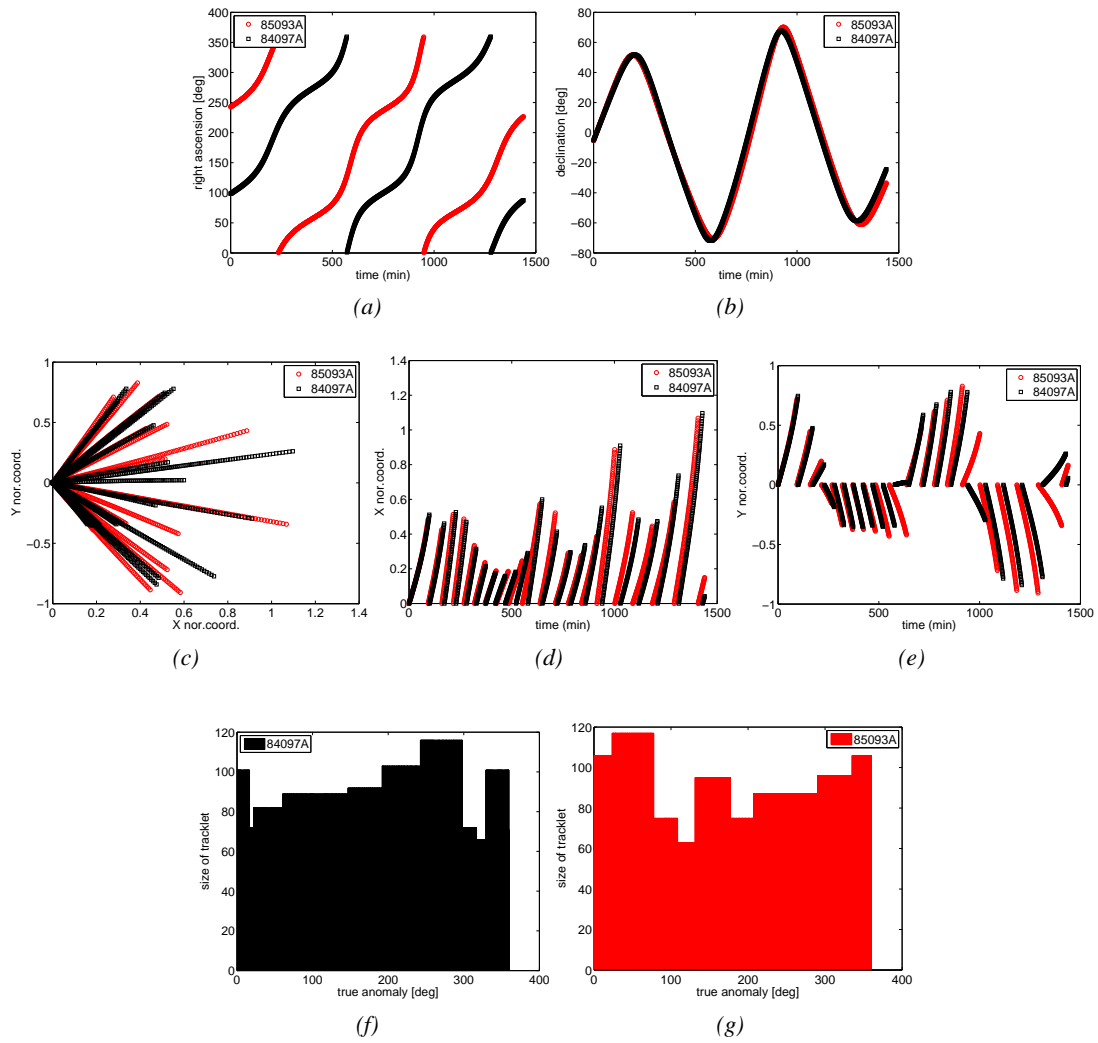 85093A
84097A
400
350
300
250
200
150
100
50
0
right ascension [deg]
0
500
1000
1500
time (min)
(a)
85093A
84097A
80
60
40
20
0
−20
−40
−60
−80
declination [deg]
0
500
1000
1500
time (min)
(b)
85093A
84097A
1
0.5
0
−0.5
−1
Y nor.coord.
0.2
0.4
0.6
0.8
1
1.2
1.4
X nor.coord.
(c)
85093A
84097A
1.4
1.2
1
0.8
0.6
0.4
0.2
0
X nor.coord.
0
500
1000
1500
time (min)
(d)
85093A
84097A
1
0.5
0
−0.5
−1
Y nor.coord.
0
500
1000
1500
time (min)
(e)
84097A
120
100
80
60
40
20
0
size of tracklet
0
100
200
300
400
true anomaly [deg]
(f)
85093A
120
100
80
60
40
20
0
size of tracklet
0
100
200
300
400
true anomaly [deg]
(g)